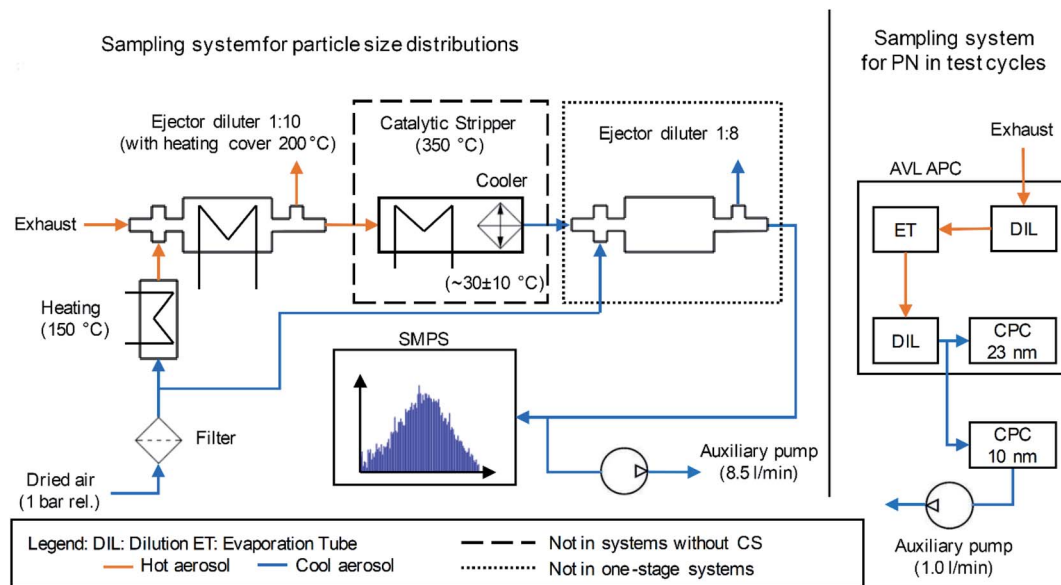 Sampling system for particle size distributions
Sampling system
for PN in test cycles
Ejector diluter 1:10
(with heating cover 200 °C)
Catalytic Stripper
(350 °C)
Cooler
Ejector diluter 1:8
Exhaust
Exhaust
AVL APC
ET
DIL
DIL
CPC
23 nm
CPC
10 nm
(~30±10 °C)
Heating
(150 °C)
SMPS
Filter
Dried air
(1 bar rel.)
Auxiliary pump
(8.5 l/min)
Auxiliary pump
(1.0 l/min)
Legend: DIL: Dilution ET: Evaporation Tube
Hot aerosol
Cool aerosol
Not in systems without CS
Not in one-stage systems